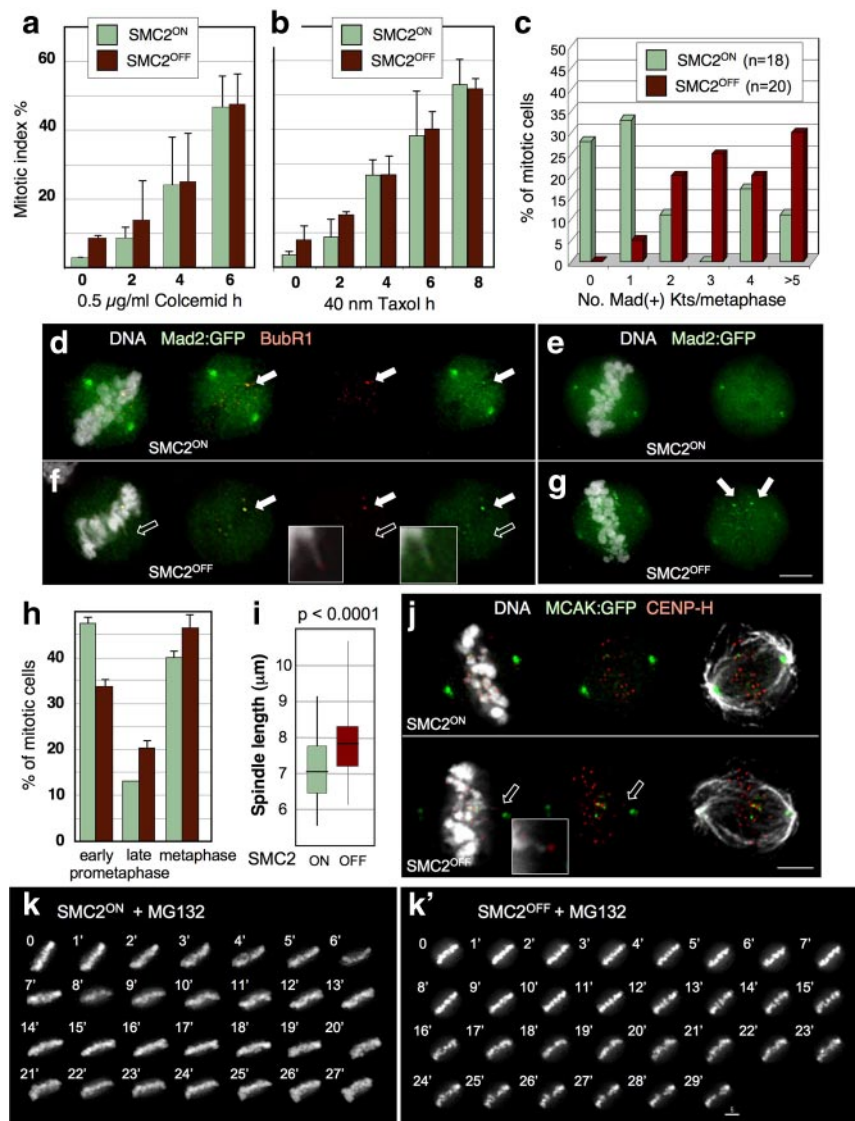 a
SMC2ON
SMC2OFF
Mitotic index %
60
40
20
0 2 4 6
0.5 µg/ml Colcemid h
b
SMC2ON
SMC2OFF
0 2 4 6 8
40 nm Taxol h
c
SMC2ON (n=18)
SMC2OFF (n=20)
% of mitotic cells
50
45
40
35
30
25
20
15
10
5
0
0 1 2 3 4 >5
No. Mad(+) Kts/metaphase
d
DNA Mad2:GFP BubR1
SMC2ON
e
DNA Mad2:GFP
SMC2ON
f
SMC2OFF
g
SMC2OFF
h
% of mitotic cells
40
30
20
10
0
early late metaphase
prometaphase
i
p < 0.0001
Spindle length (µm)
10
9
8
7
6
SMC2 ON OFF
j
DNA MCAK:GFP CENP-H
SMC2ON
SMC2OFF
k
SMC2ON + MG132
0 1' 2' 3' 4' 5' 6'
7' 8' 9' 10' 11' 12' 13'
14' 15' 16' 17' 18' 19' 20'
21' 22' 23' 24' 25' 26' 27'
k'
SMC2OFF + MG132
0 1' 2' 3' 4' 5' 6' 7'
8' 9' 10' 11' 12' 13' 14' 15'
16' 17' 18' 19' 20' 21' 22' 23'
24' 25' 26' 27' 28' 29'